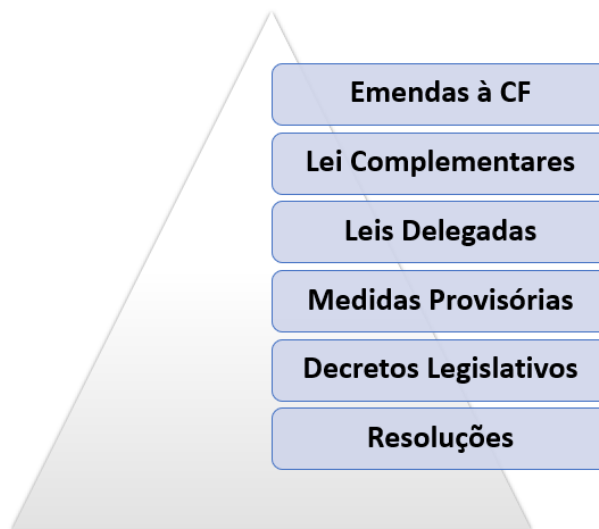 Emendas à CF
Lei Complementares
Leis Delegadas
Medidas Provisórias
Decretos Legislativos
Resoluções